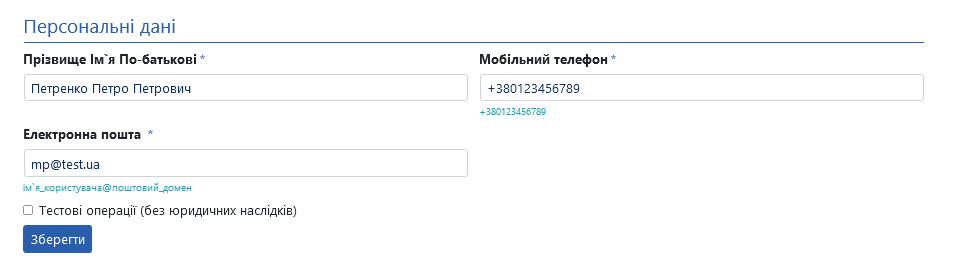 Персональні дані
Прізвище Ім`я По-батькові *
Петренко Петро Петрович
Мобільний телефон *
+380123456789
+380123456789
Електронна пошта *
mp@test.ua
ім`я_користувача@поштовий_домен
Тестові операції (без юридичних наслідків)
Зберегти